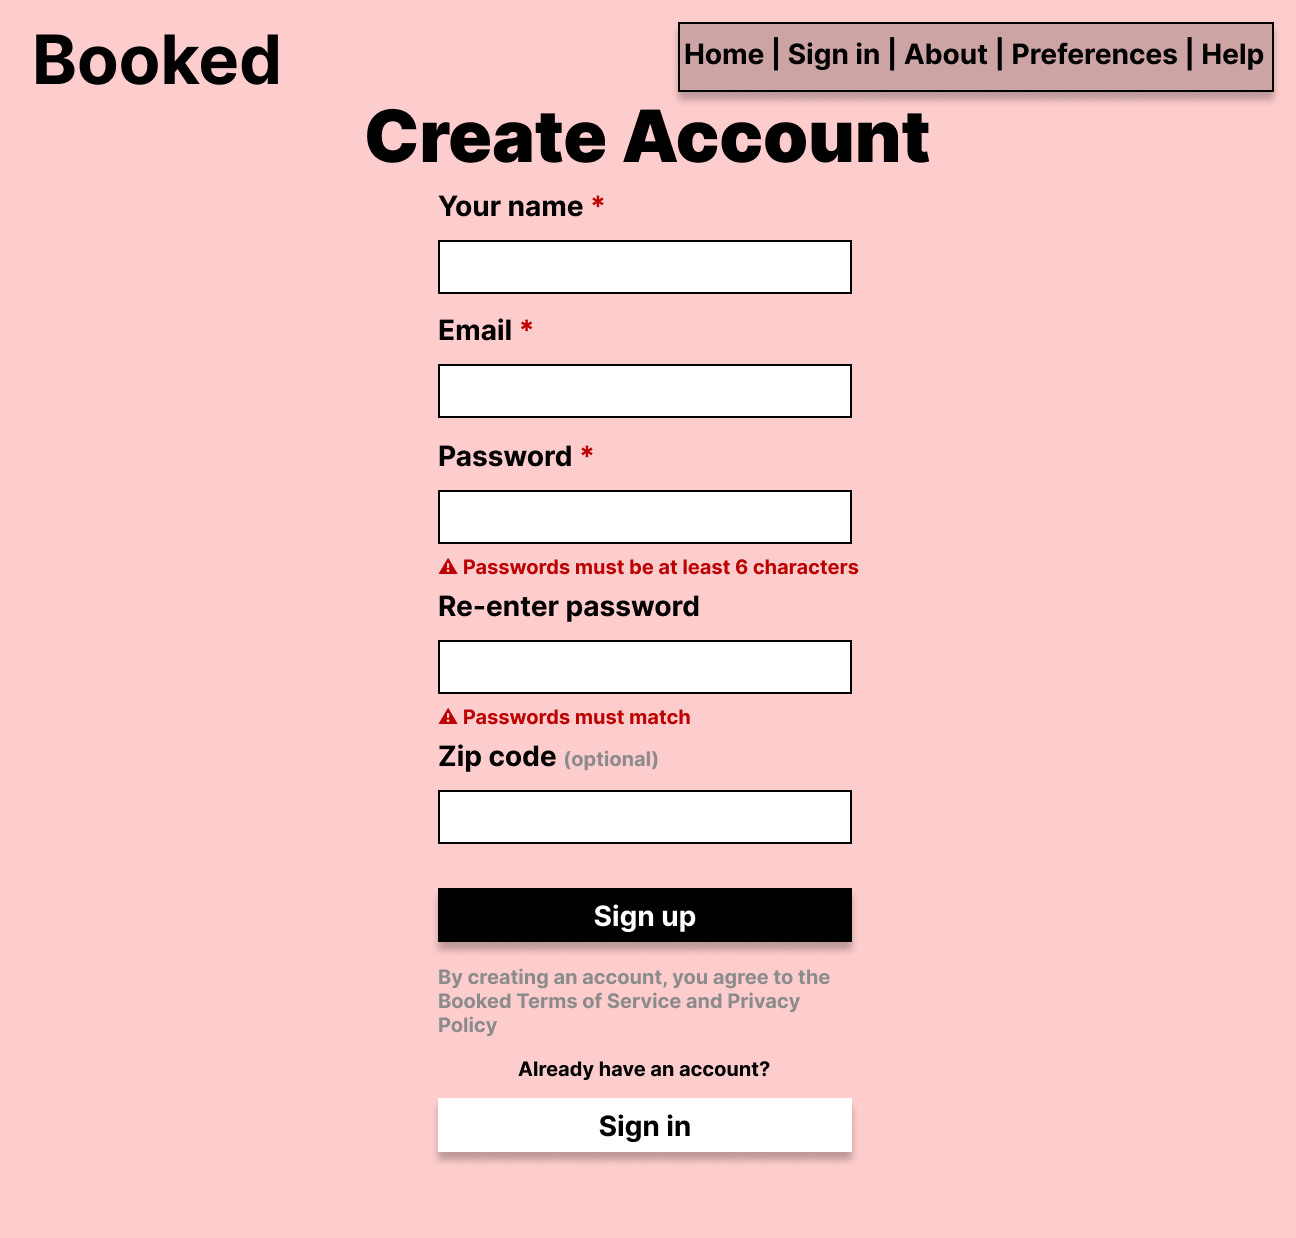 Booked
Home | Sign in | About | Preferences | Help
Create Account
Your name *
Email *
Password *
⚠ Passwords must be at least 6 characters
Re-enter password
⚠ Passwords must match
Zip code (optional)
Sign up
By creating an account, you agree to the
Booked Terms of Service and Privacy
Policy
Already have an account?
Sign in